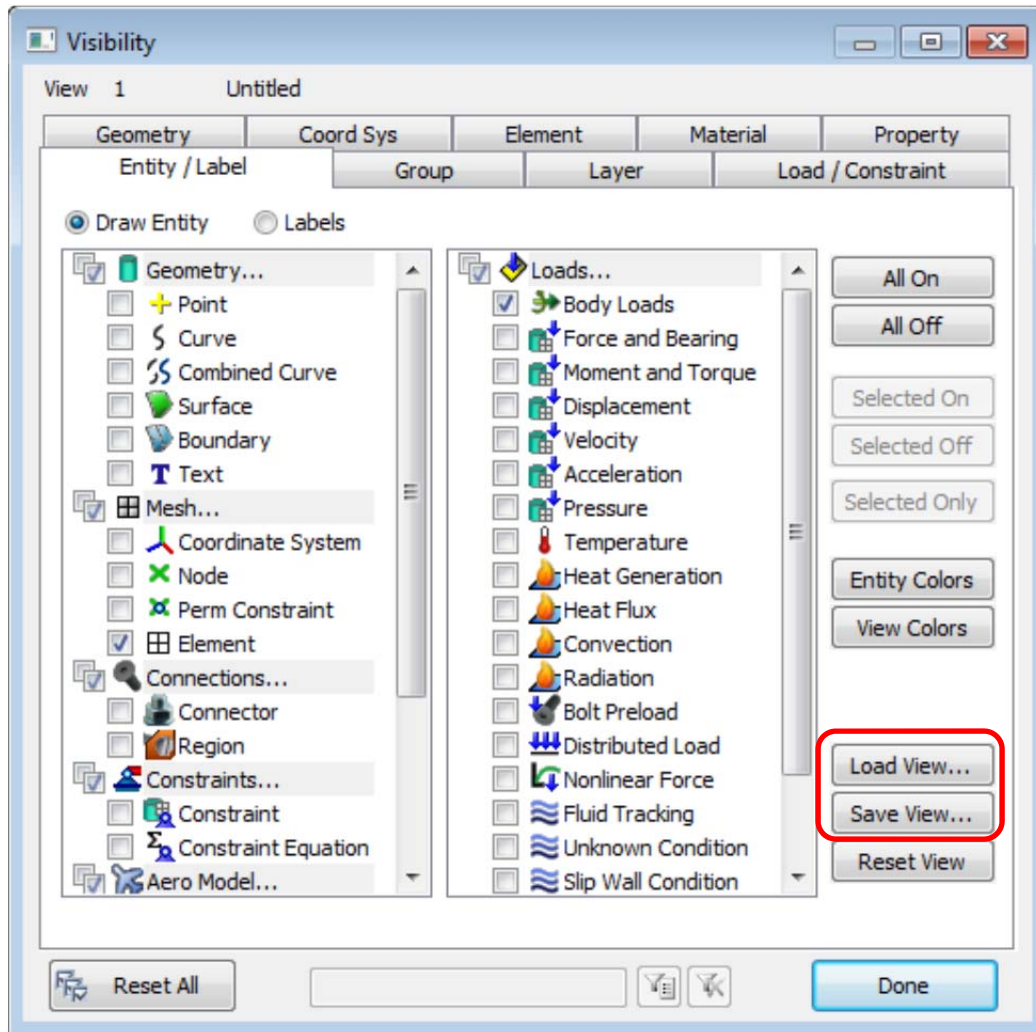 Visibility
View 1 Untitled
Geometry Coord Sys Element Material Property
Entity / Label Group Layer Load / Constraint
Draw Entity Labels
Geometry...
Point
Curve
Combined Curve
Surface
Boundary
Text
Mesh...
Coordinate System
Node
Perm Constraint
Element
Connections...
Connector
Region
Constraints...
Constraint
Constraint Equation
Aero Model...
Loads...
Body Loads
Force and Bearing
Moment and Torque
Displacement
Velocity
Acceleration
Pressure
Temperature
Heat Generation
Heat Flux
Convection
Radiation
Bolt Preload
Distributed Load
Nonlinear Force
Fluid Tracking
Unknown Condition
Slip Wall Condition
All On
All Off
Selected On
Selected Off
Selected Only
Entity Colors
View Colors
Load View...
Save View...
Reset View
Reset All
Done